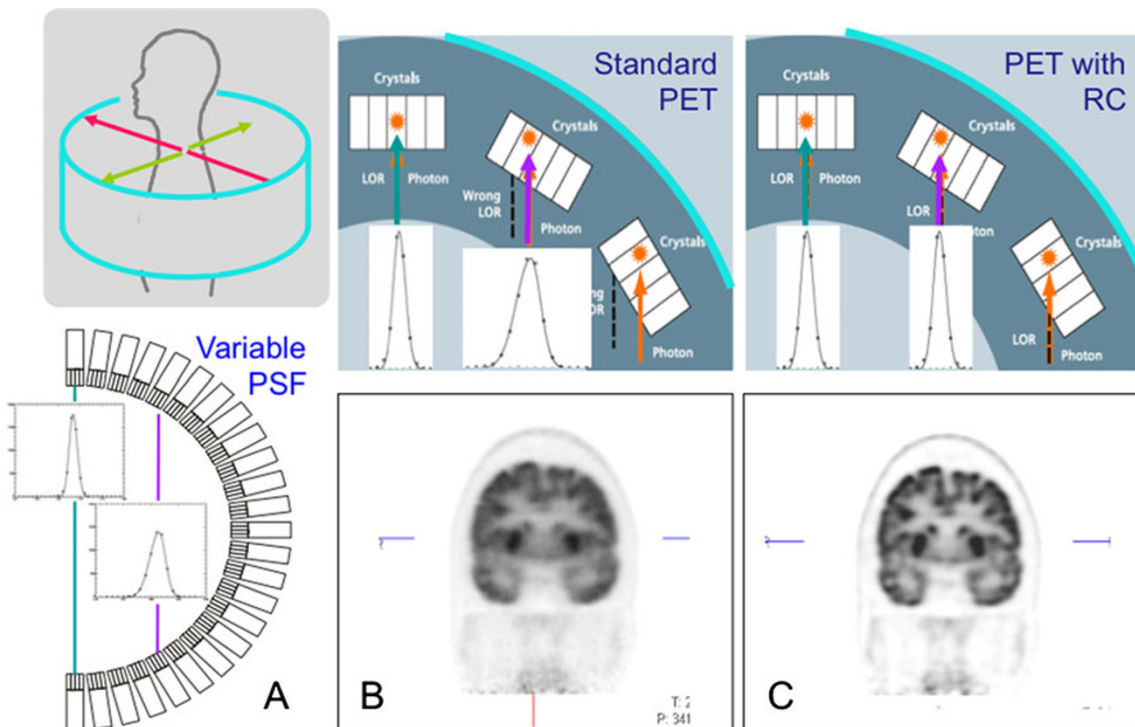 Variable
PSF
A
Standard
PET
Crystals
Crystals
LOR
Photon
Wrong
LOR
Photon
Crystals
Photon
B
T: 2
P: 341
PET with
RC
Crystals
Crystals
LOR
Photon
LOR
Crystals
LOR
Photon
C